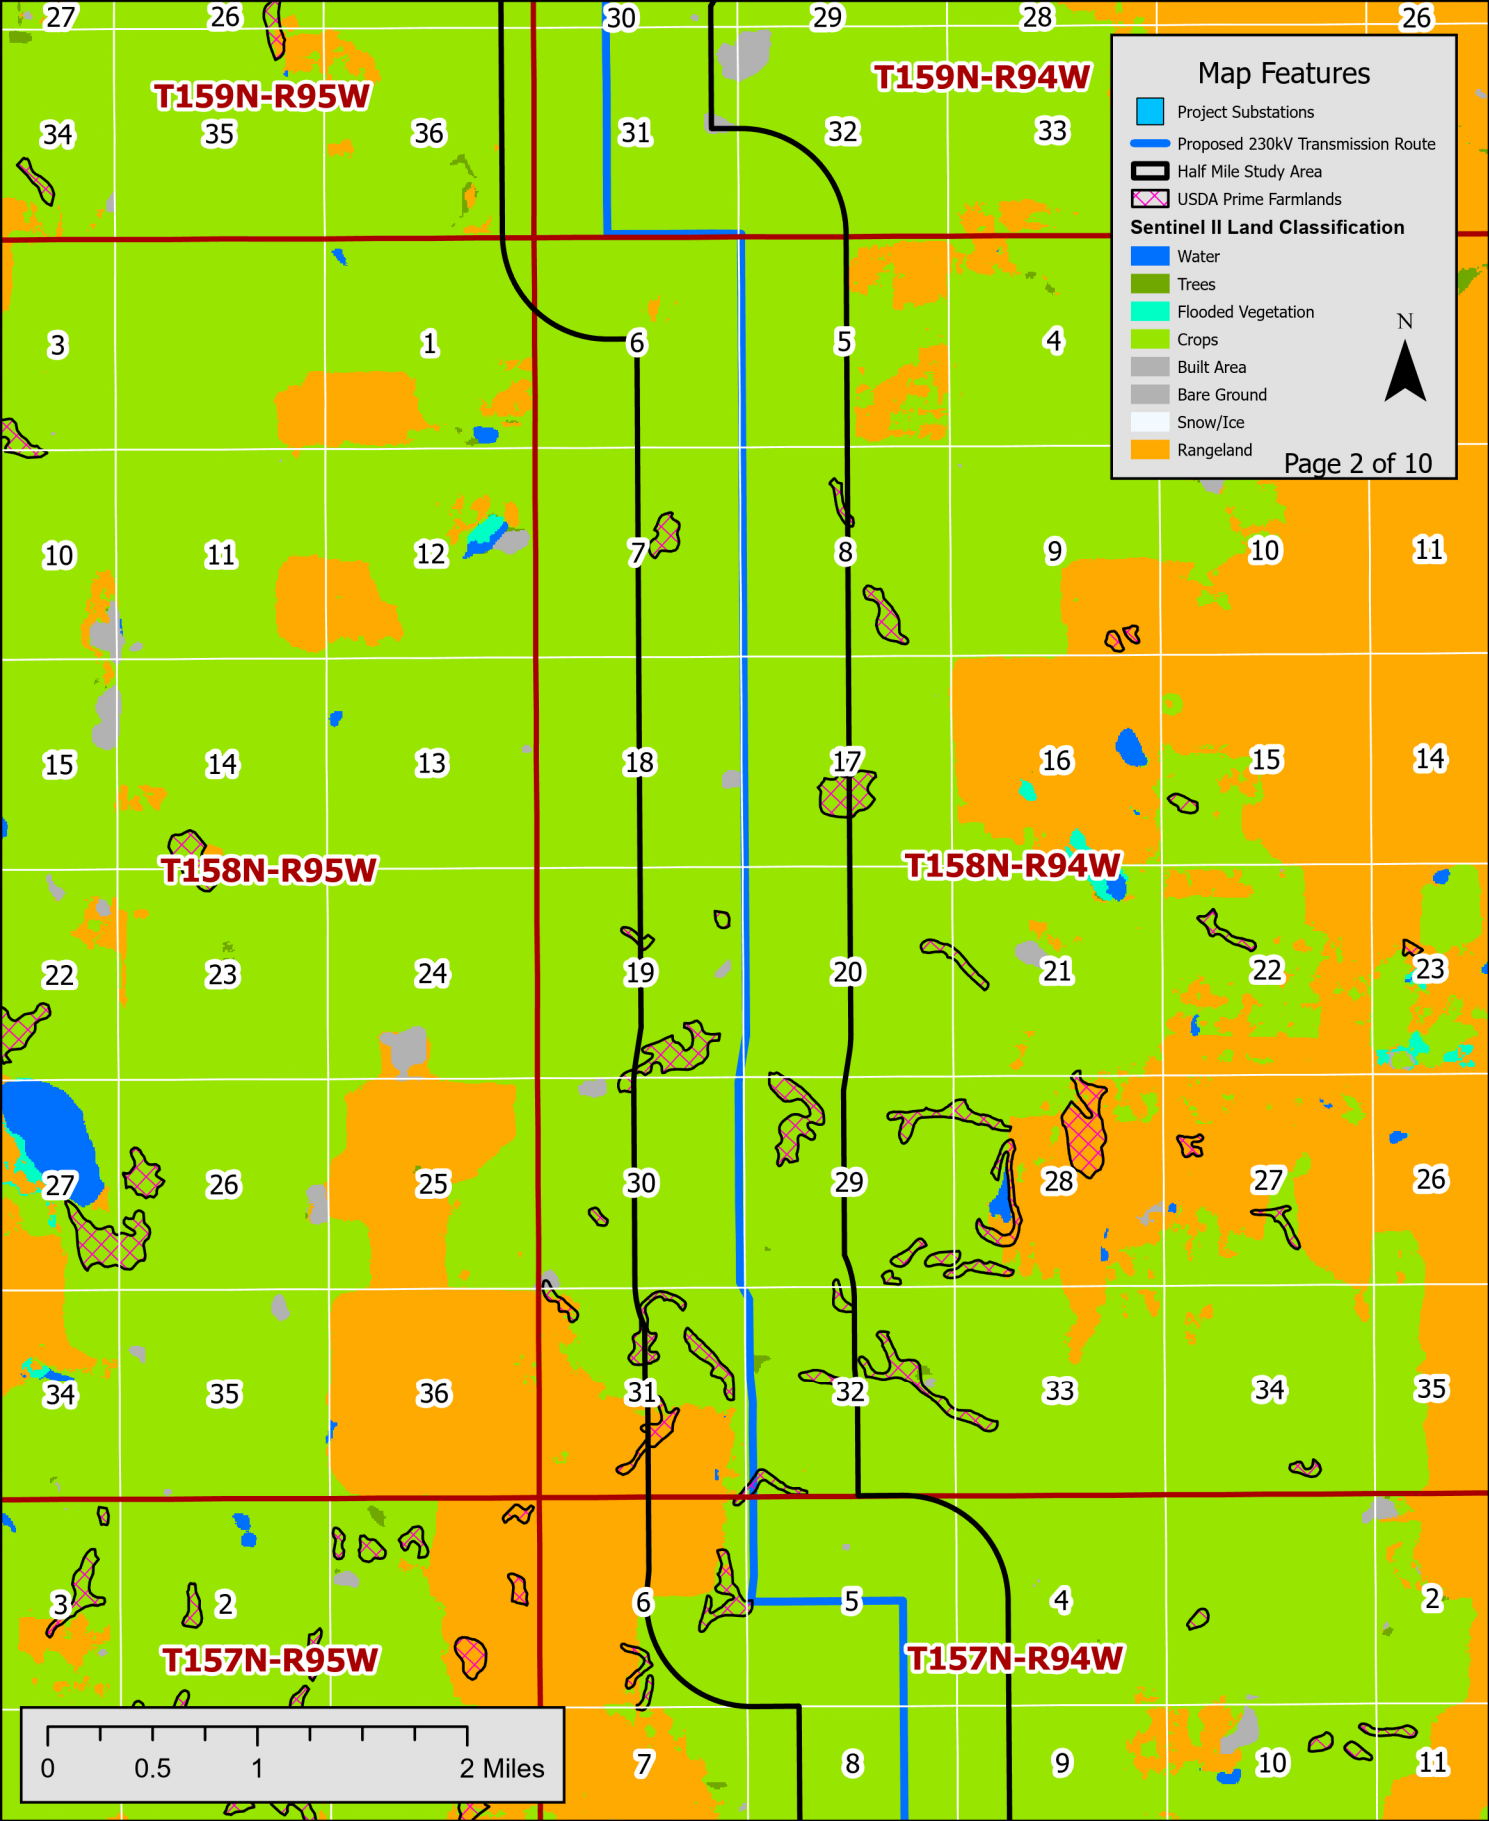 27 26 30 29 28 26
Map Features
T159N-R95W T159N-R94W
Project Substations
34 35 36 31 32 33
Proposed 230kV Transmission Route
Half Mile Study Area
USDA Prime Farmlands
Sentinel II Land Classification
Water
Trees
Flooded Vegetation
N
Crops
3 1 6 5 4
Built Area
Bare Ground
Snow/Ice
Rangeland
Page 2 of 10
10 11 12 7 8 9 10 11
15 14 13 18 17 16 15 14
T158N-R95W T158N-R94W
22 23 24 19 20 21 22 23
27 26 25 30 29 28 27 26
34 35 36 31 32 33 34 35
3 2 6 5 4 2
T157N-R95W T157N-R94W
0 0.5 1 2 Miles
7 8 9 10 11